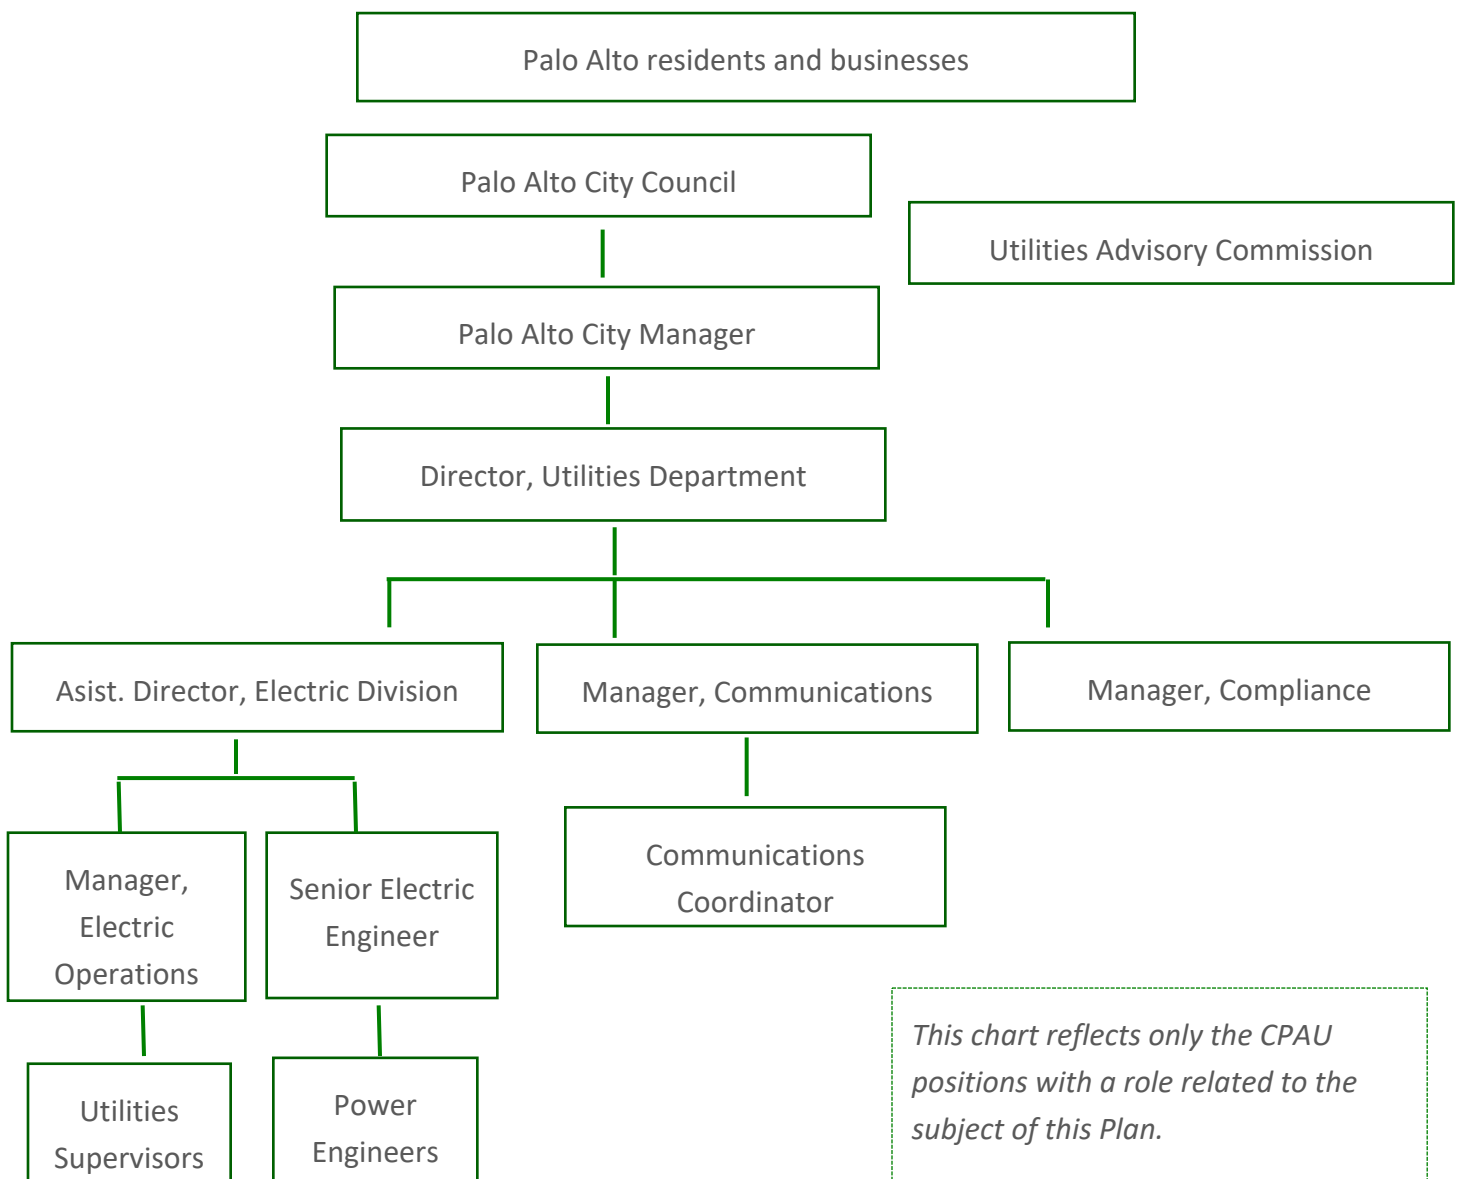 Palo Alto residents and businesses
Palo Alto City Council
Utilities Advisory Commission
Palo Alto City Manager
Director, Utilities Department
Asist. Director, Electric Division
Manager, Communications
Manager, Compliance
Manager,
Electric
Operations
Senior Electric
Engineer
Communications
Coordinator
Utilities
Supervisors
Power
Engineers
This chart reflects only the CPAU
positions with a role related to the
subject of this Plan.